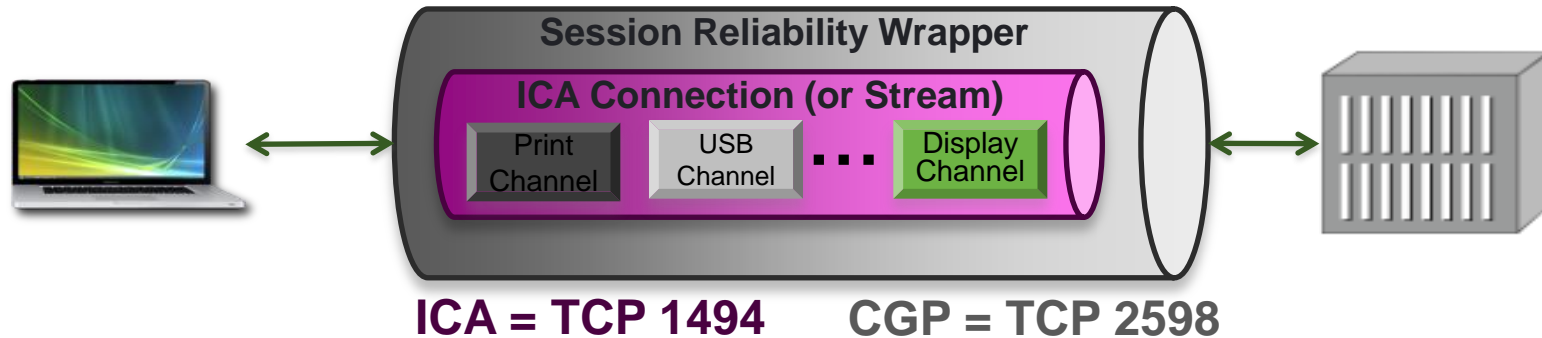 Session Reliability Wrapper
ICA Connection (or Stream)
Print
Channel
USB
Channel
...
Display
Channel
ICA = TCP 1494
CGP = TCP 2598